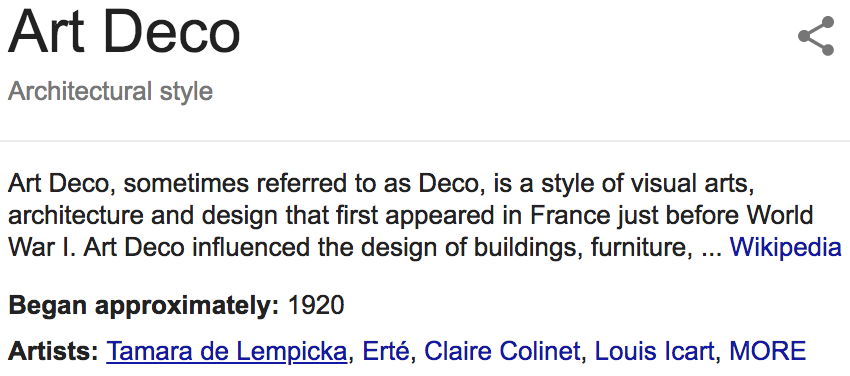 Art Deco
Architectural style
Art Deco, sometimes referred to as Deco, is a style of visual arts,
architecture and design that first appeared in France just before World
War I. Art Deco influenced the design of buildings, furniture, ... Wikipedia
Began approximately: 1920
Artists: Tamara de Lempicka, Erté, Claire Colinet, Louis Icart, MORE